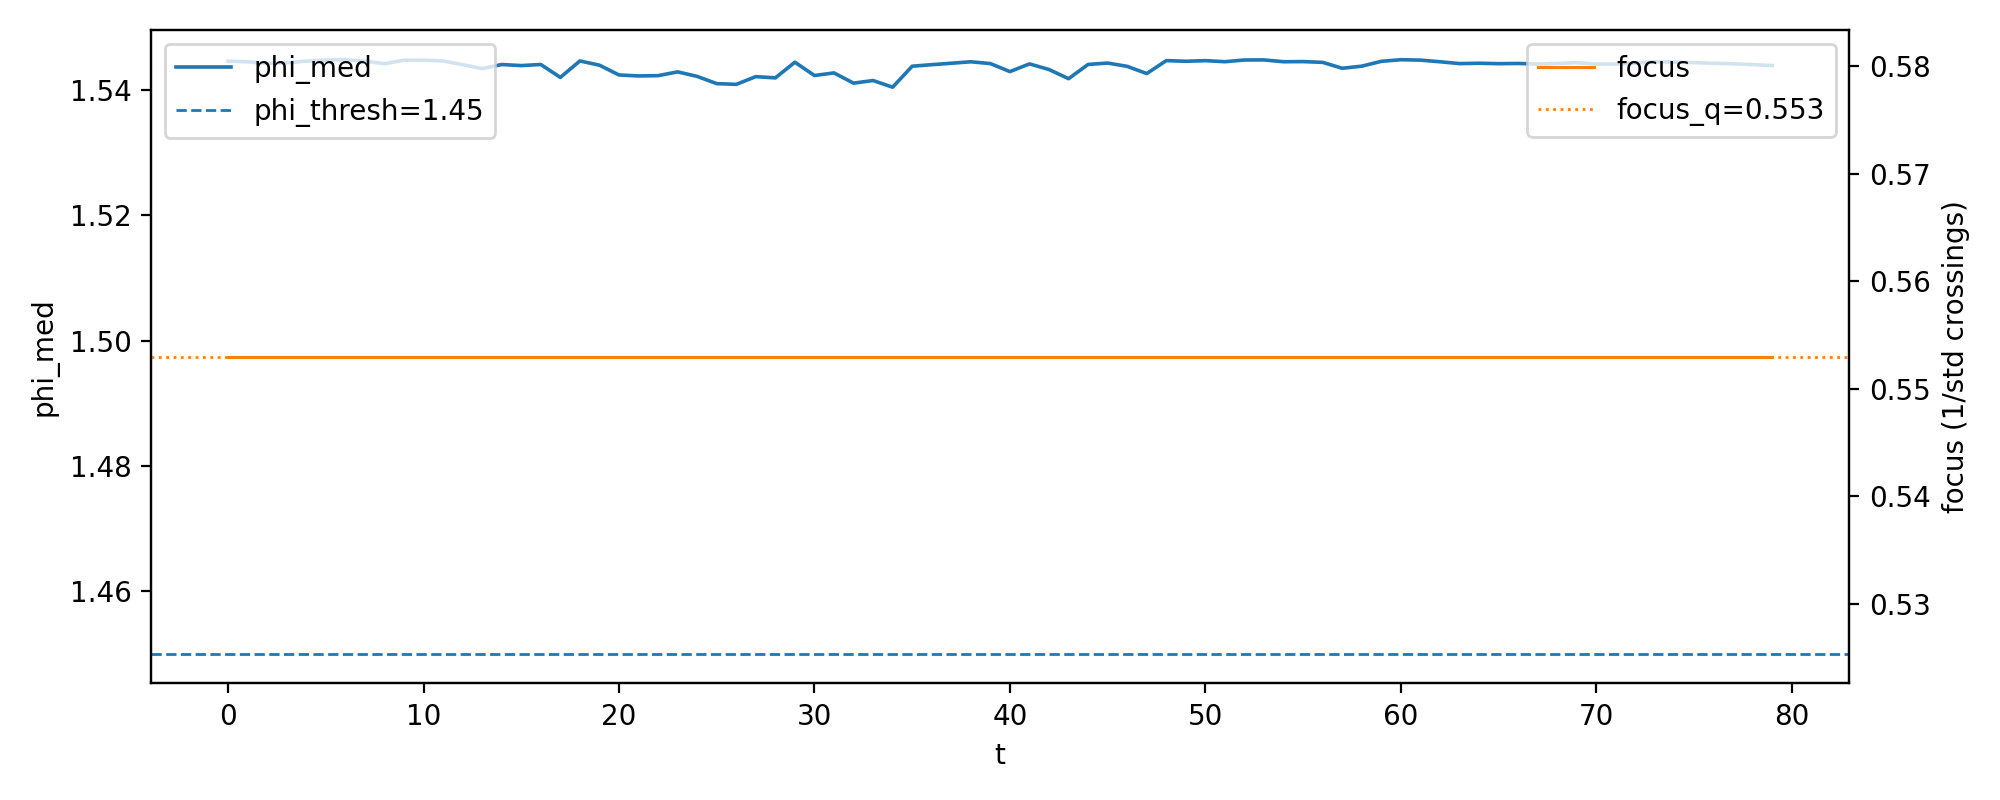 phi_med
phi_thresh=1.45
focus
focus_q=0.553
1.54
1.52
1.50
1.48
1.46
phi_med
0.58
0.57
0.56
0.55
0.54
0.53
focus (1/std crossings)
0 10 20 30 40 50 60 70 80
t